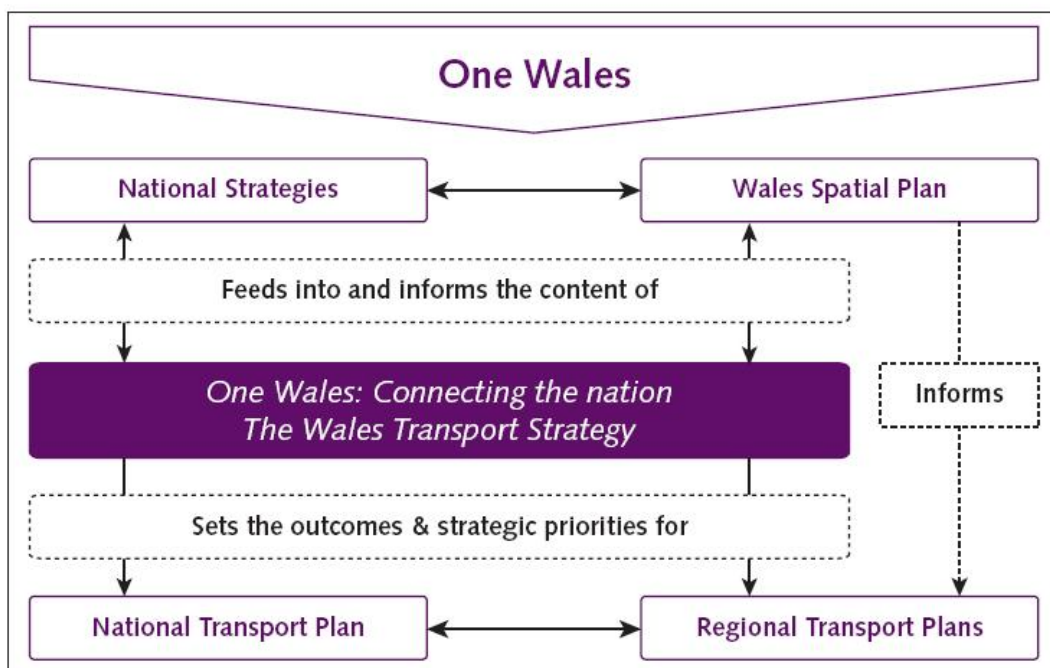 One Wales
National Strategies
Wales Spatial Plan
Feeds into and informs the content of
One Wales: Connecting the nation
The Wales Transport Strategy
Informs
Sets the outcomes & strategic priorities for
National Transport Plan
Regional Transport Plans